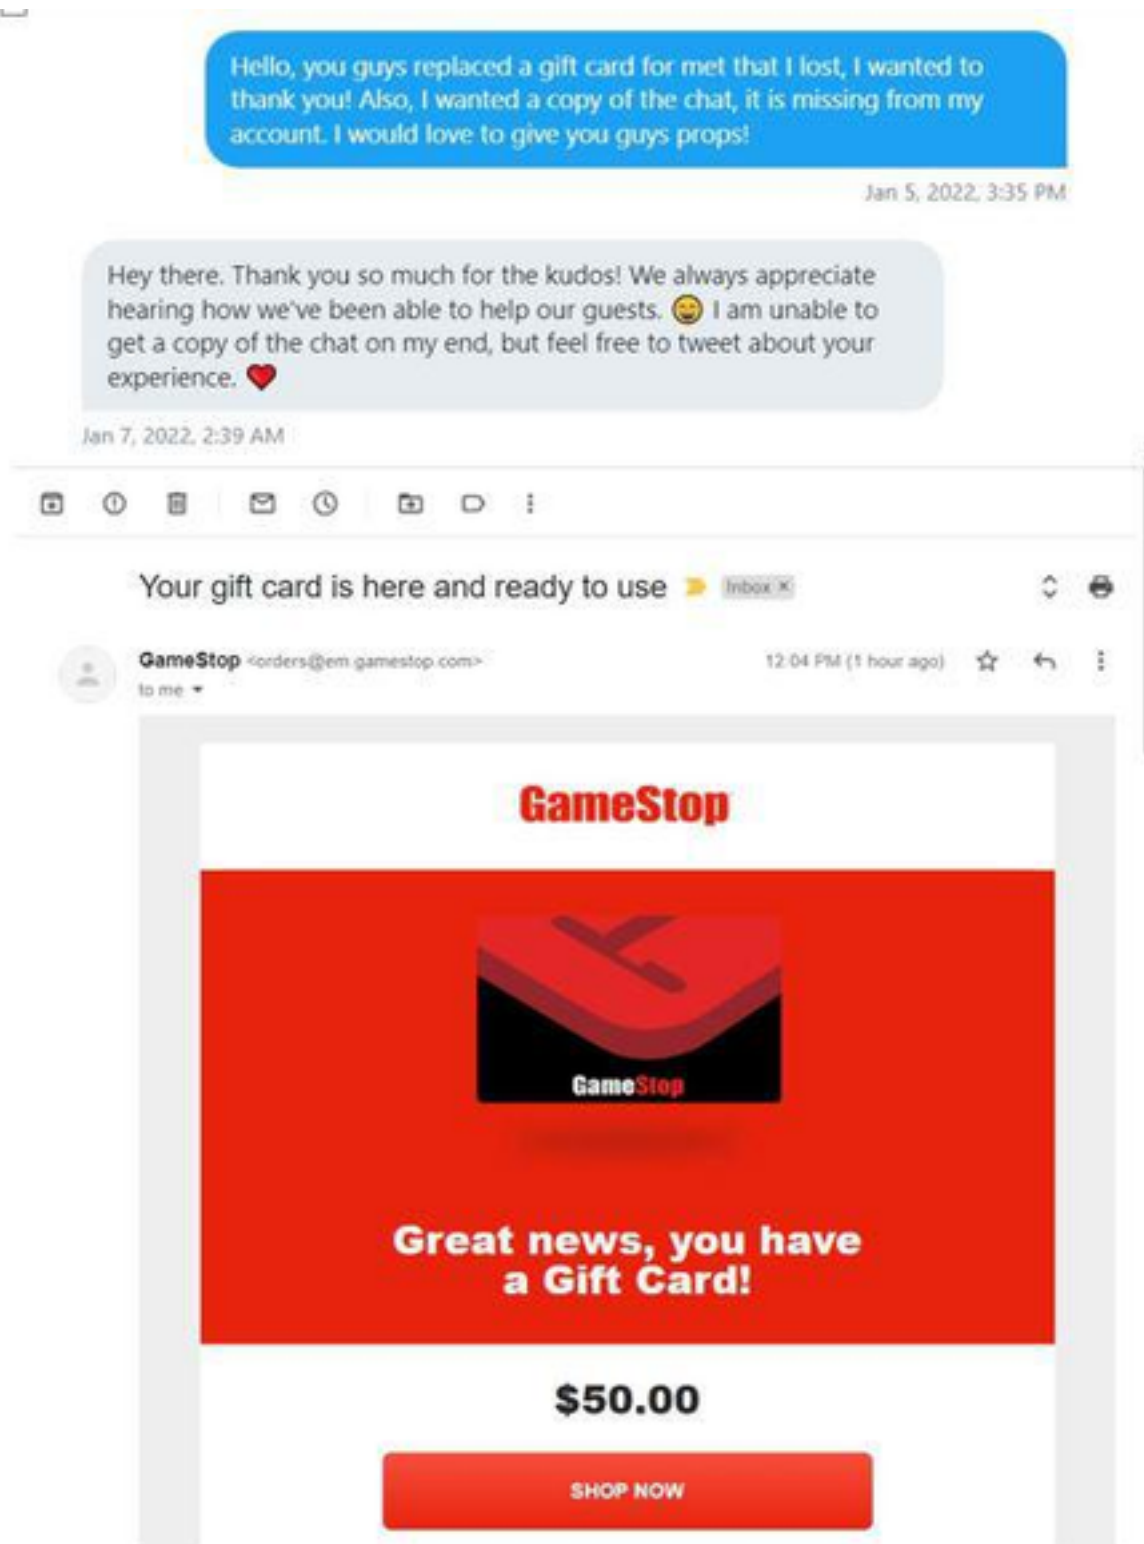 Hello, you guys replaced a gift card for met that I lost, I wanted to
thank you! Also, I wanted a copy of the chat, it is missing from my
account. I would love to give you guys props!
Jan 5, 2022, 3:35 PM
Hey there. Thank you so much for the kudos! We always appreciate
hearing how we've been able to help our guests. 😄 I am unable to
get a copy of the chat on my end, but feel free to tweet about your
experience. ❤️
Jan 7, 2022, 2:39 AM
Your gift card is here and ready to use Inbox ×
GameStop <orders@em.gamestop.com> 12:04 PM (1 hour ago)
to me
GameStop
GameStop
Great news, you have
a Gift Card!
$50.00
SHOP NOW